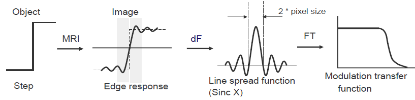 Object
Image
2 * pixel size
MRI
dF
FT
Step
Edge response
Line spread function
(Sinc X)
Modulation transfer
function